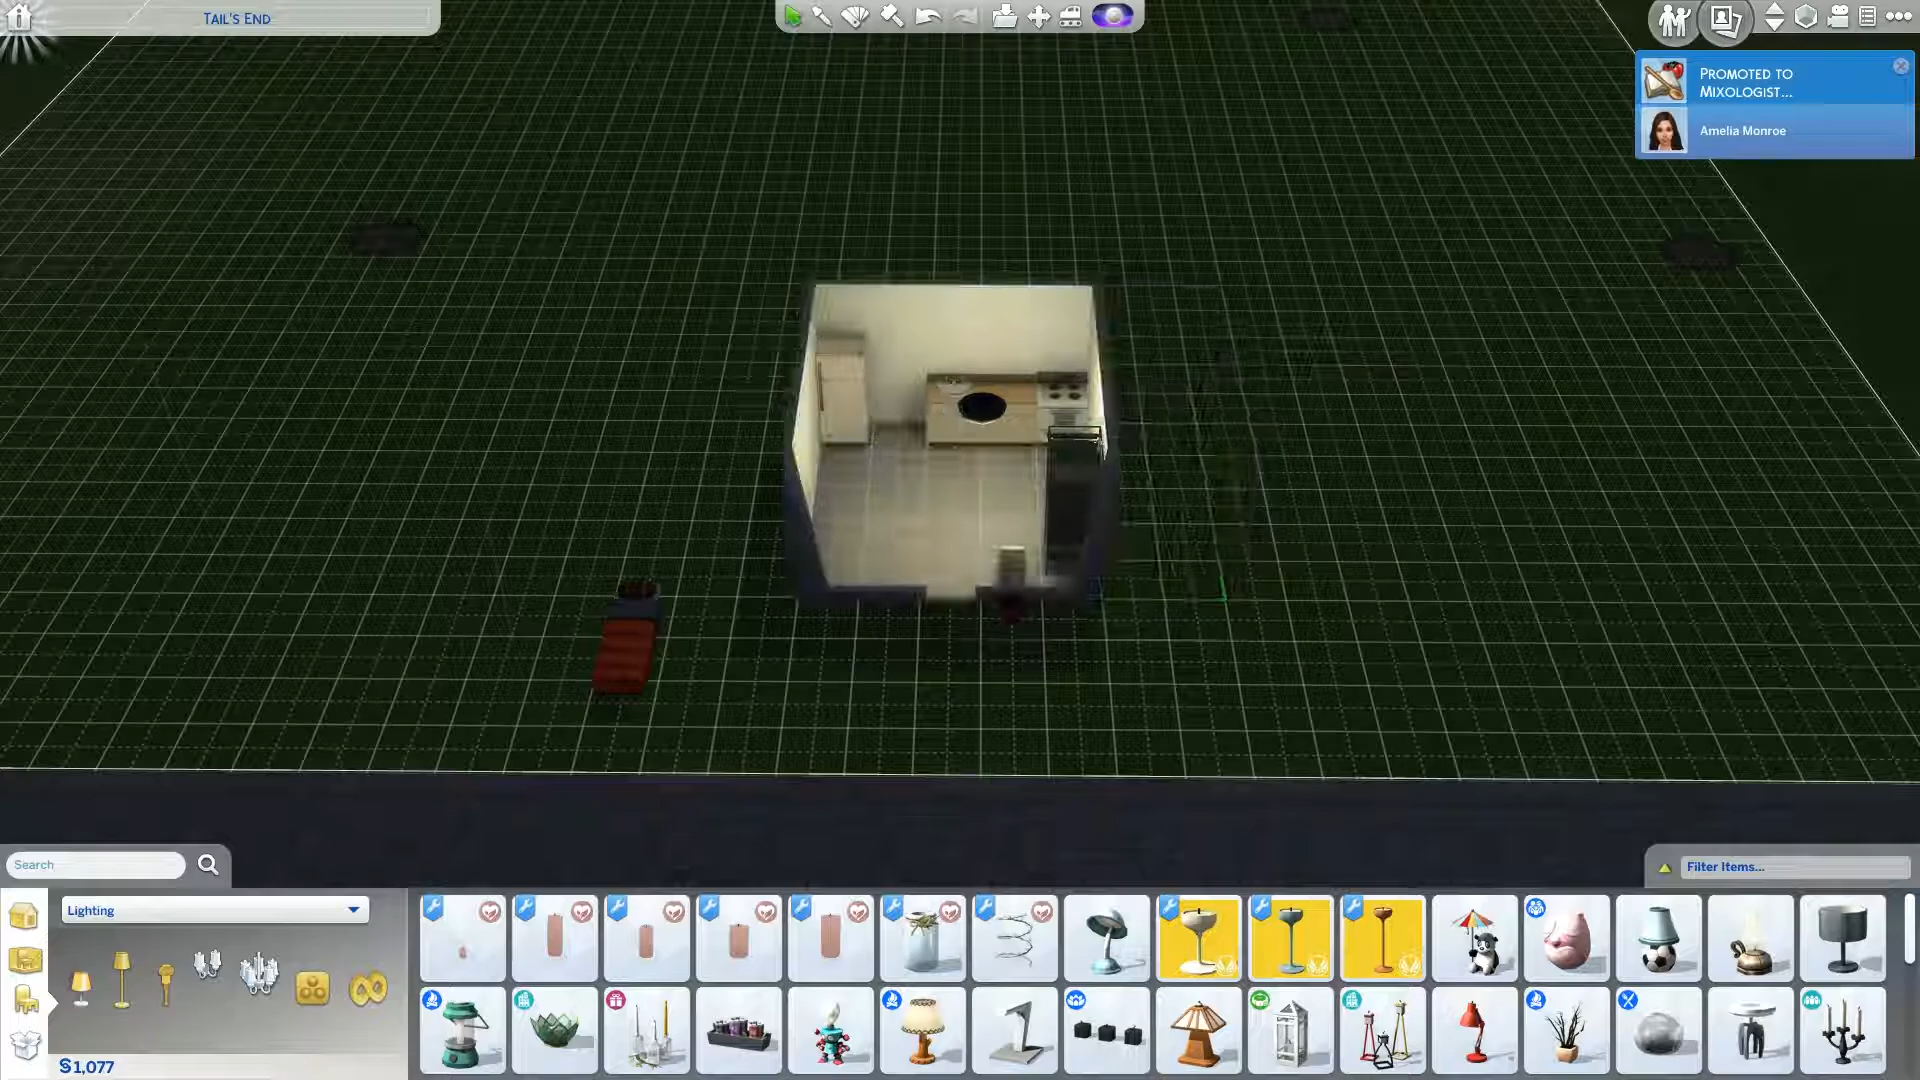 TAIL'S END
PROMOTED TO
MIXOLOGIST...
Amelia Monroe
Search
Filter Items...
Lighting
§1,077